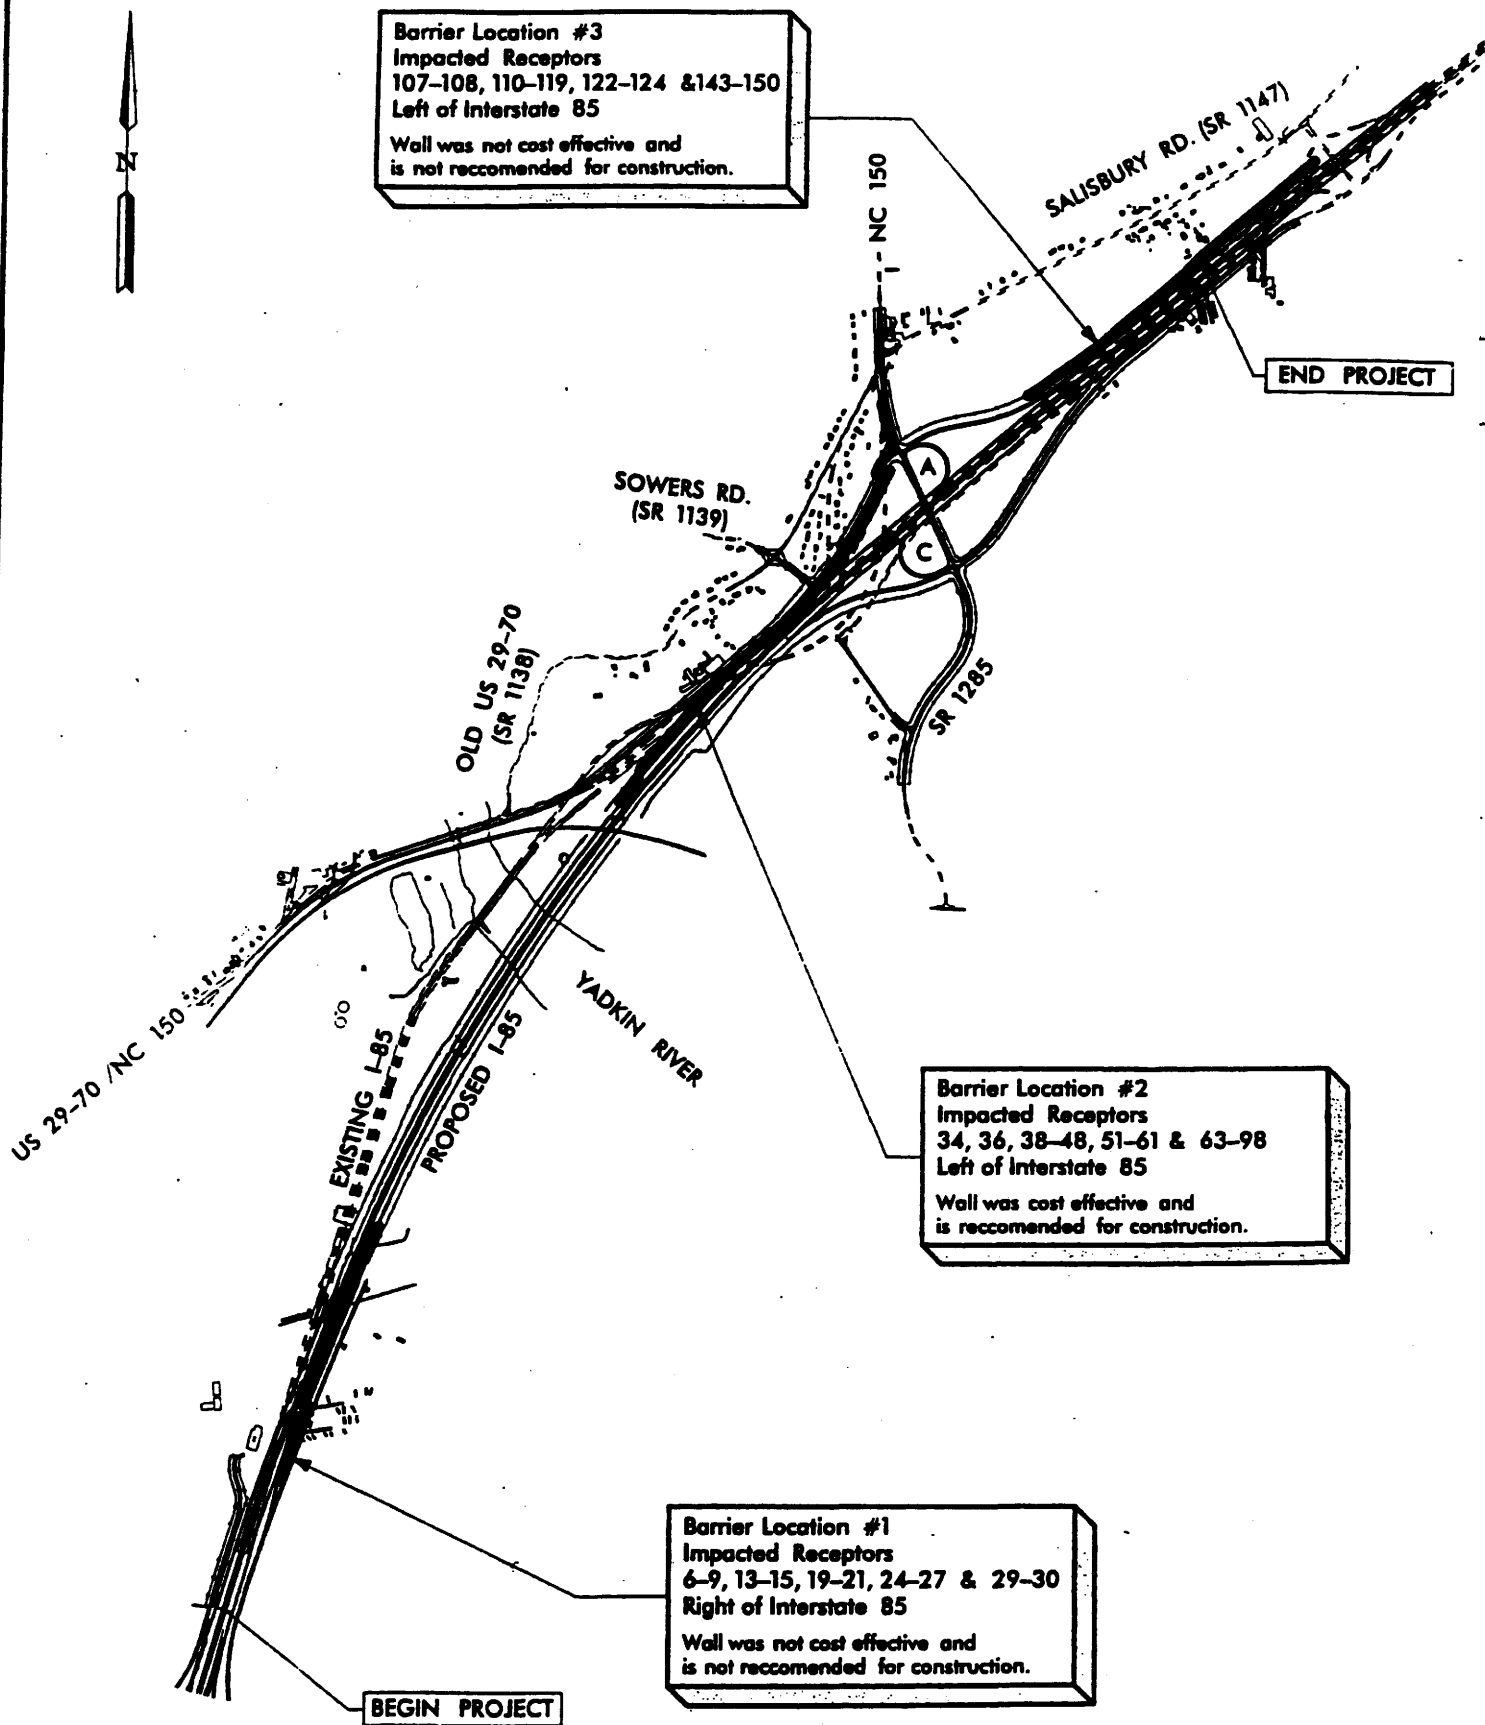 Barrier Location #3
Impacted Receptors
107-108, 110-119, 122-124 &143-150
Left of Interstate 85
Wall was not cost effective and
is not reccomended for construction.
N
NC 150
SALISBURY RD. (SR 1147)
END PROJECT
A
SOWERS RD.
(SR 1139)
C
OLD US 29-70
(SR 1138)
SR 1285
YADKIN RIVER
US 29-70 /NC 150
EXISTING I-85
PROPOSED I-85
Barrier Location #2
Impacted Receptors
34, 36, 38-48, 51-61 & 63-98
Left of Interstate 85
Wall was cost effective and
is reccomended for construction.
Barrier Location #1
Impacted Receptors
6-9, 13-15, 19-21, 24-27 & 29-30
Right of Interstate 85
Wall was not cost effective and
is not reccomended for construction.
BEGIN PROJECT